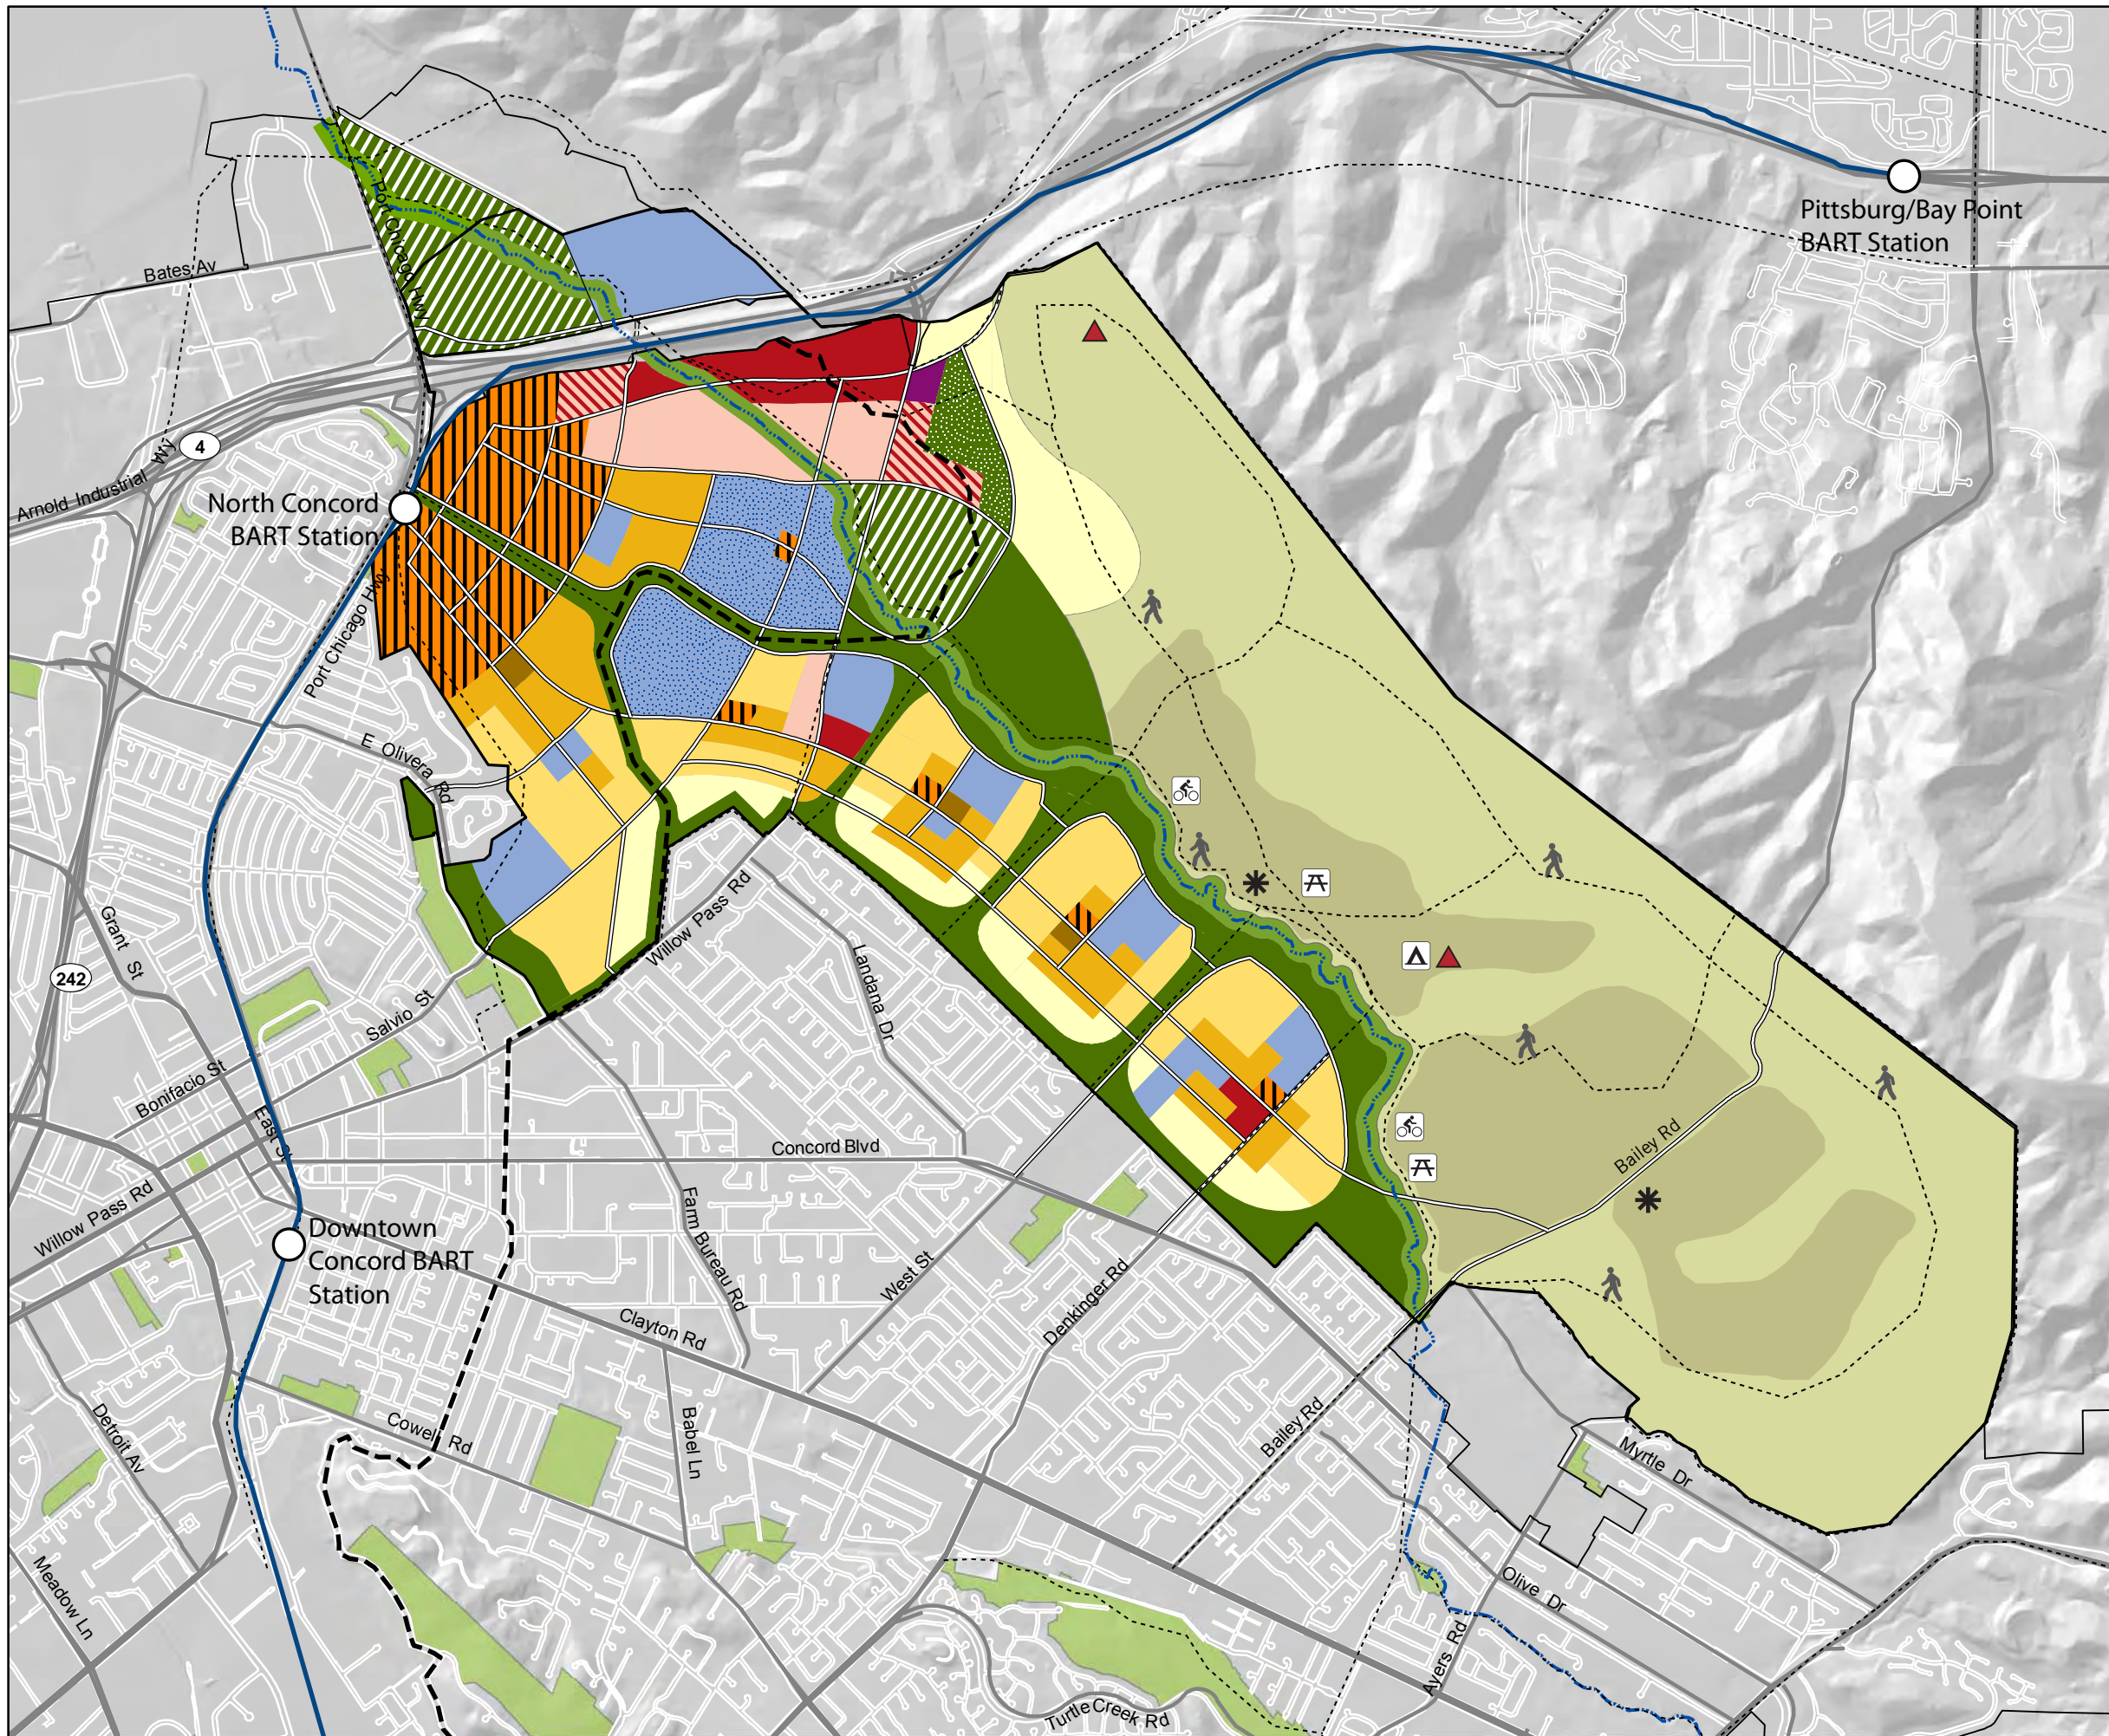 Pittsburg/Bay Point
BART Station
Port Chicago Hwy
Bates Av
4
Arnold Industrial Wy
North Concord
BART Station
Port Chicago Hwy
E Olivera Rd
Grant St
242
Willow Pass Rd
Landana Dr
Salvio St
Bonifacio St
East St
Concord Blvd
Bailey Rd
Willow Pass Rd
Downtown
Concord BART
Station
Farm Bureau Rd
West St
Denkinger Rd
Clayton Rd
Detroit Av
Cowell Rd
Babel Ln
Bailey Rd
Myrtle Dr
Meadow Ln
Olive Dr
Ayers Rd
Turtle Creek Rd